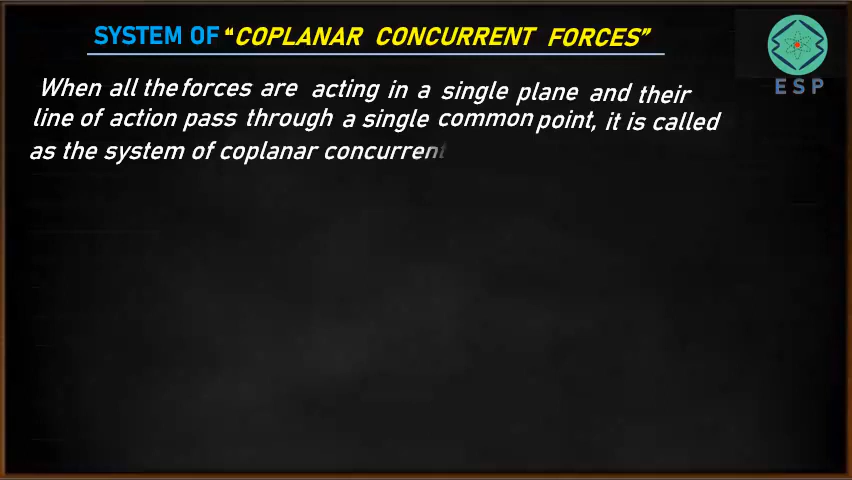 SYSTEM OF “COPLANAR CONCURRENT FORCES”
ESP
When all the forces are acting in a single plane and their
line of action pass through a single common point, it is called
as the system of coplanar concurrent